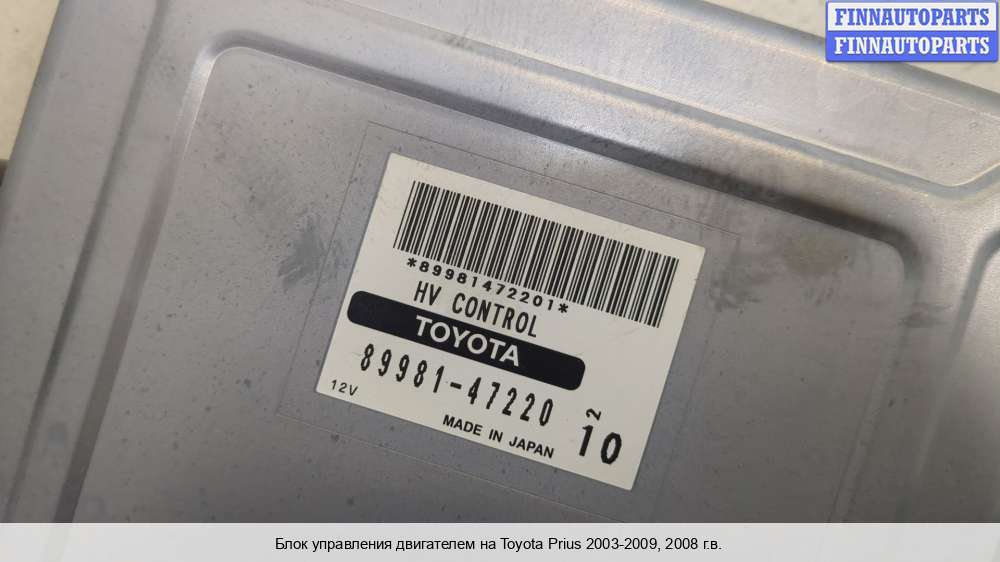 FINNAUTOPARTS
FINNAUTOPARTS
*89981472201*
HV CONTROL
TOYOTA
89981-47220
2
12V
MADE IN JAPAN
10
Блок управления двигателем на Toyota Prius 2003-2009, 2008 г.в.